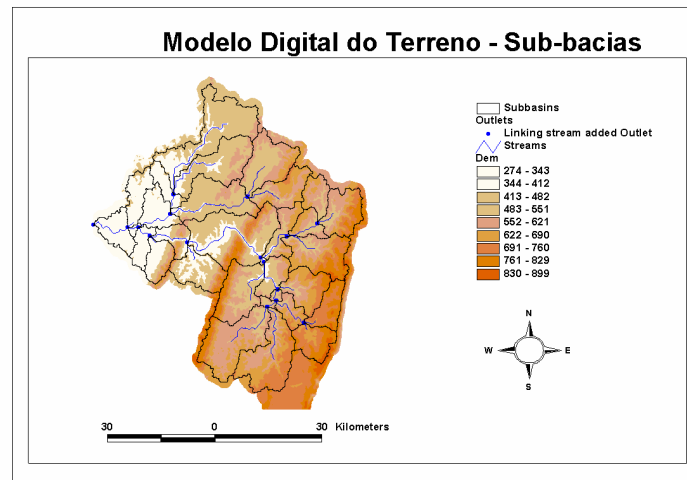 Modelo Digital do Terreno - Sub-bacias
Subbasins
Outlets
Linking stream added Outlet
Streams
Dem
274 - 343
344 - 412
413 - 482
483 - 551
552 - 621
622 - 690
691 - 760
761 - 829
830 - 899
N
W E
S
30 0 30 Kilometers